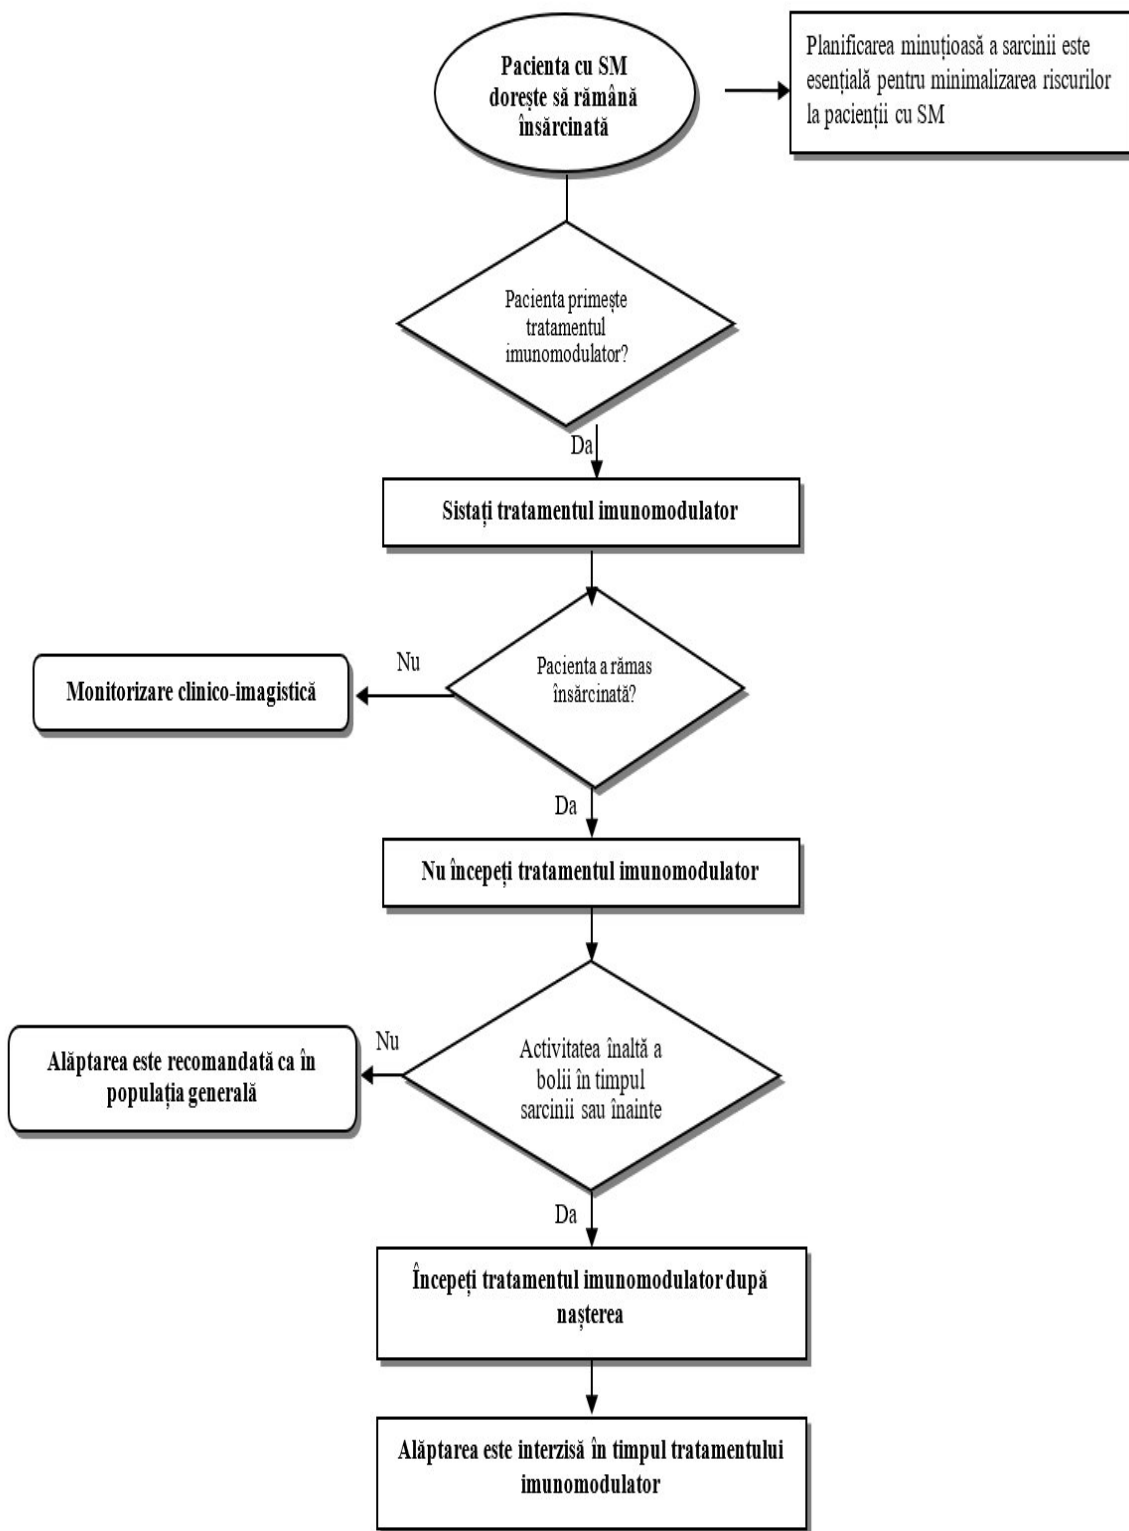 Pacienta cu SM
dorește să rămână
însărcinată
Planificarea minuțioasă a sarcinii este
esențială pentru minimalizarea riscurilor
la pacienții cu SM
Pacienta primește
tratamentul
imunomodulator?
Da
Sistați tratamentul imunomodulator
Pacienta a rămas
însărcinată?
Nu
Monitorizare clinico-imagistică
Da
Nu începeți tratamentul imunomodulator
Activitatea înaltă a
bolii în timpul
sarcinii sau înainte
Nu
Alăptarea este recomandată ca în
populația generală
Da
Începeți tratamentul imunomodulator după
nașterea
Alăptarea este interzisă în timpul tratamentului
imunomodulator